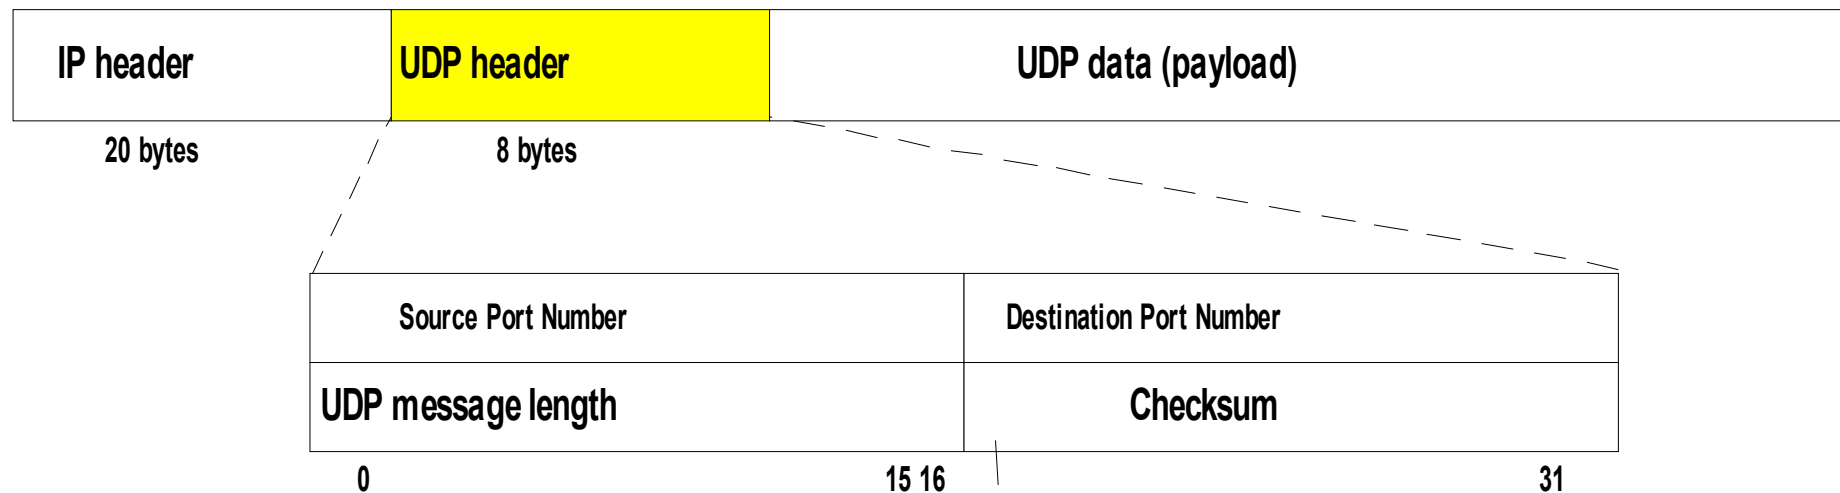 IP header UDP header UDP data (payload)
20 bytes 8 bytes
Source Port Number Destination Port Number
UDP message length Checksum
0 15 16 31